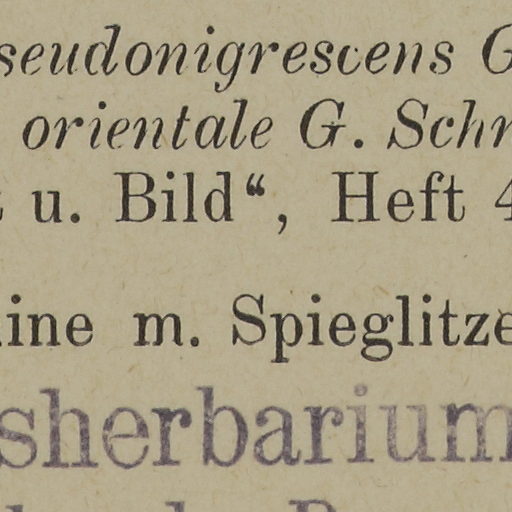 seudonigrescens G
orientale G. Schr
u. Bild“, Heft 4
ine m. Spieglitze
sherbarium